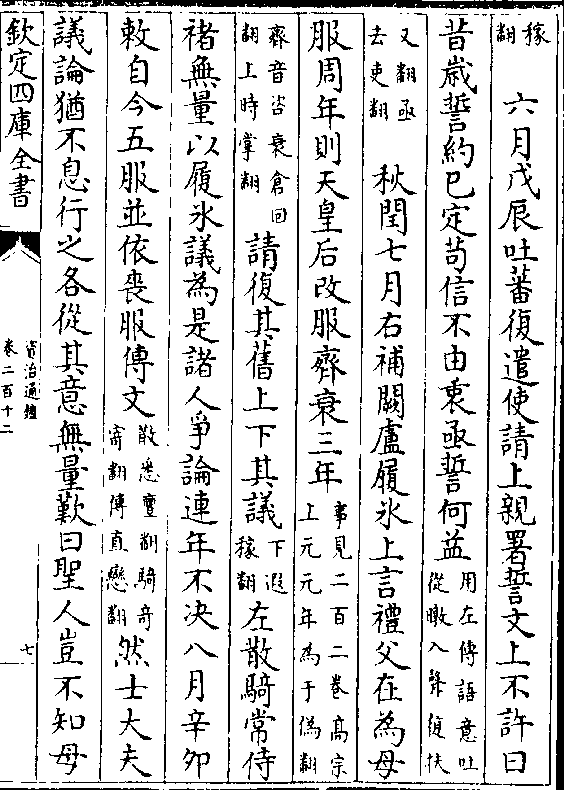 稼翻 六月戊辰吐蕃復遣使請上親署誓文上不許曰
昔歳誓約已定苟信不由衷亟誓何益用左傳語意吐從暾入聲復扶
又翻亟去吏翻 秋閏七月右補闕盧履氷上言禮父在為母
服周年則天皇后改服齊衰三年事見二百二卷髙宗上元元年為于偽翻
齊音咨衰倉回翻上時掌翻請復其舊上下其議下遐稼翻左散騎常侍
褚無量以履氷議為是諸人爭論連年不决八月辛卯
敕自今五服並依喪服傳文散悉亶翻騎奇寄翻傳直戀翻然士大夫
議論猶不息行之各從其意無量歎曰聖人豈不知母
欽定四庫全書
資治通鑑
卷二百十二
七